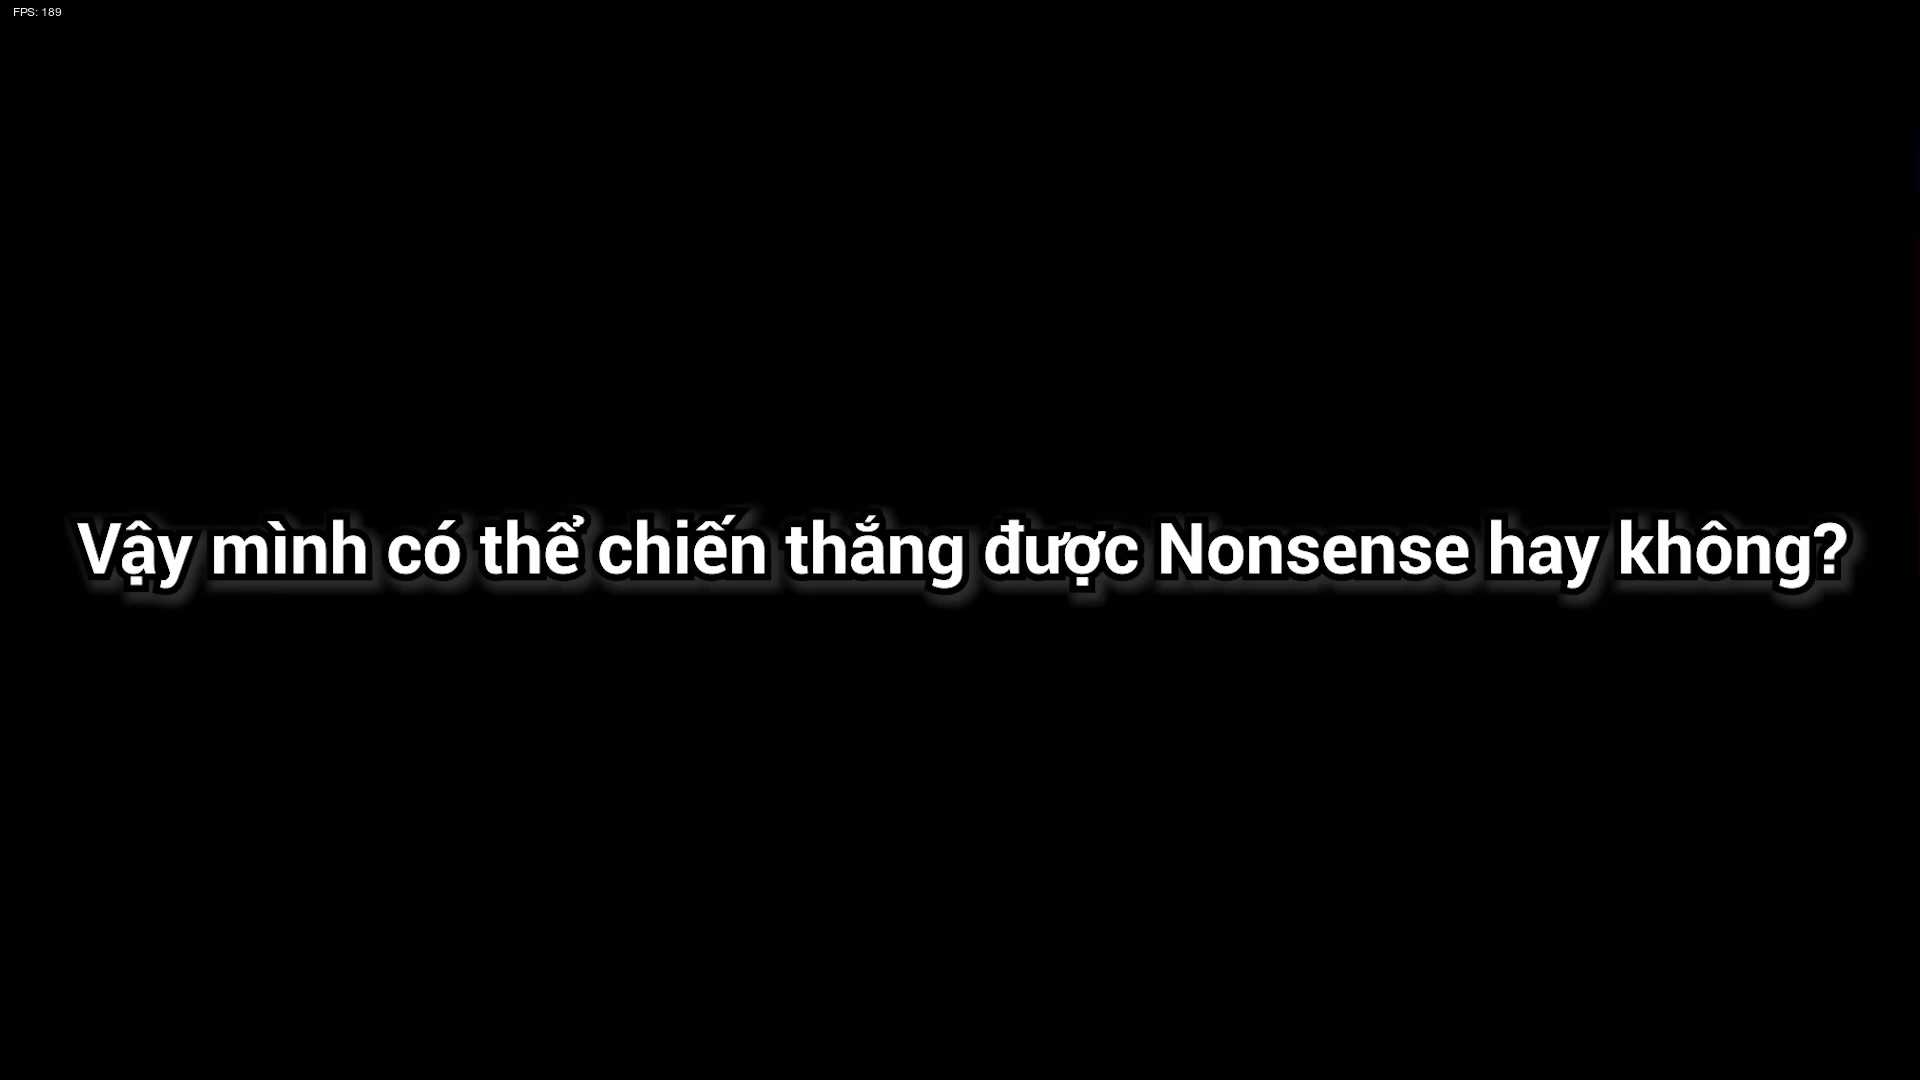 FPS: 189
Vậy mình có thể chiến thắng được Nonsense hay không?